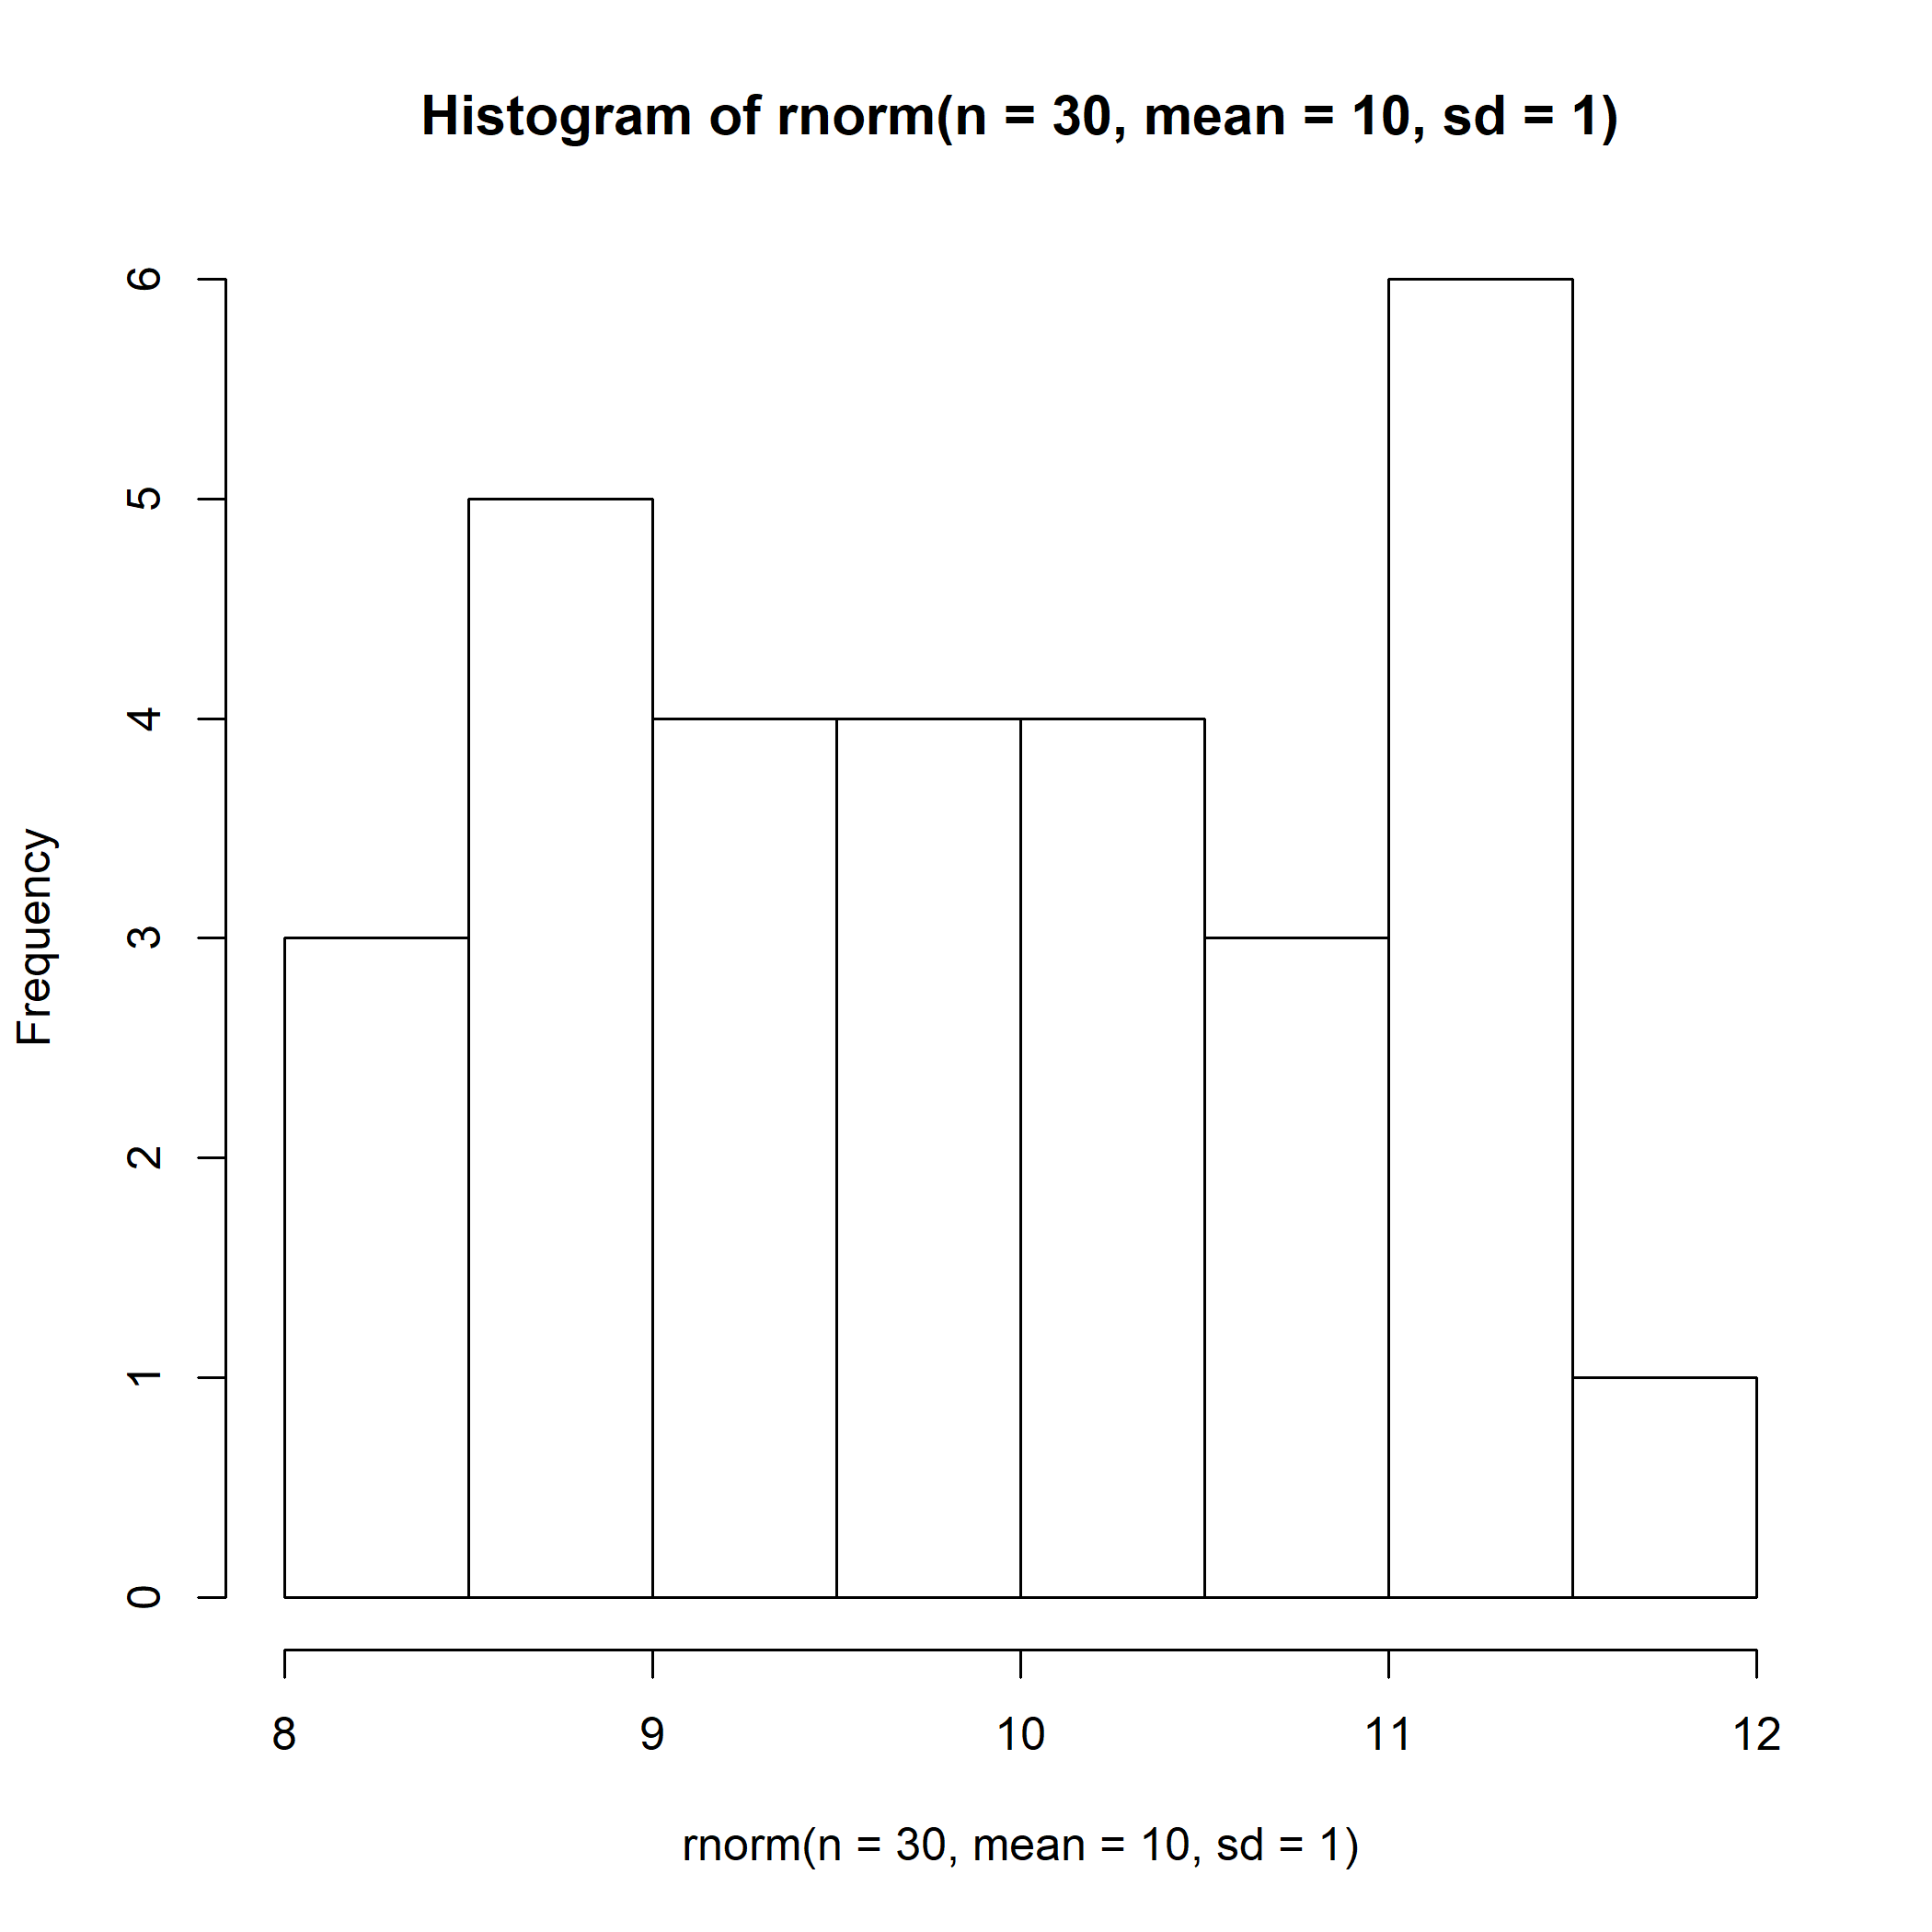 Histogram of rnorm(n = 30, mean = 10, sd = 1)
Frequency
6
5
4
3
2
1
0
8 9 10 11 12
rnorm(n = 30, mean = 10, sd = 1)